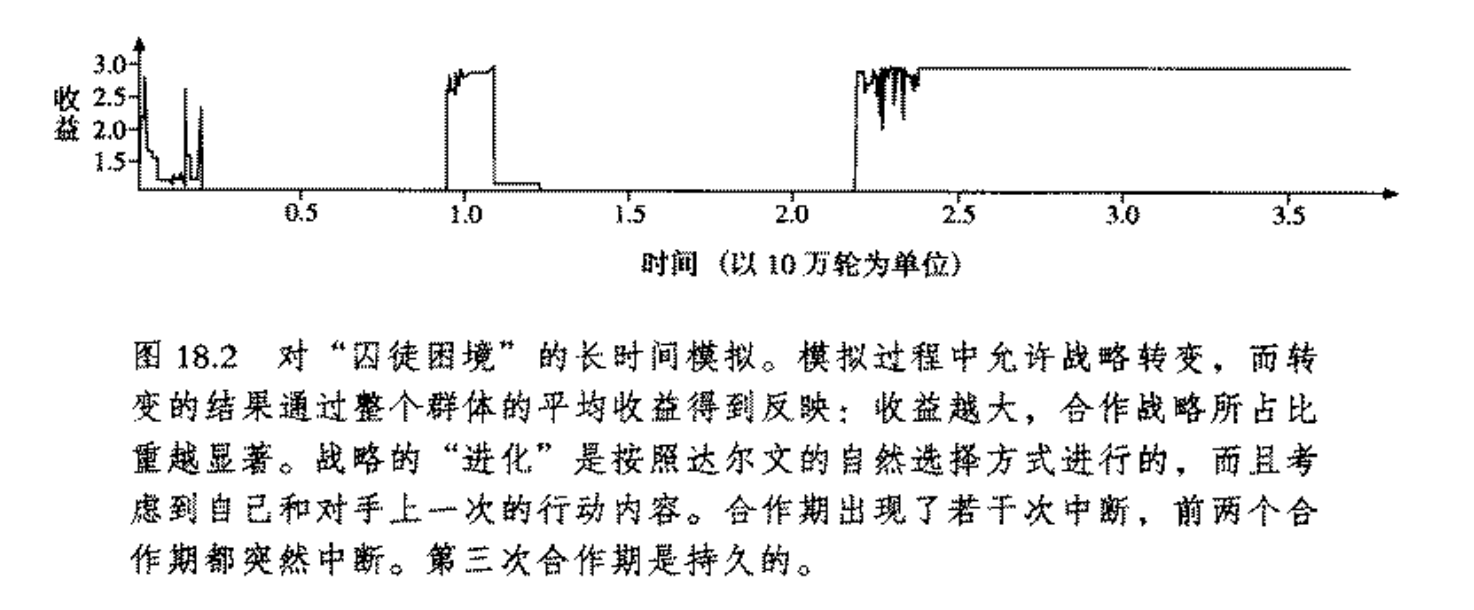 3.0
收益
2.5
2.0
1.5
0.5
1.0
1.5
2.0
2.5
3.0
3.5
时间（以 10 万轮为单位）
图 18.2 对“囚徒困境”的长时间模拟。模拟过程中允许战略转变，而转
变的结果通过整个群体的平均收益得到反映；收益越大，合作战略所占比
重越显著。战略的“进化”是按照达尔文的自然选择方式进行的，而且考
虑到自己和对手上一次的行动内容。合作期出现了若干次中断，前两个合
作期都突然中断。第三次合作期是持久的。